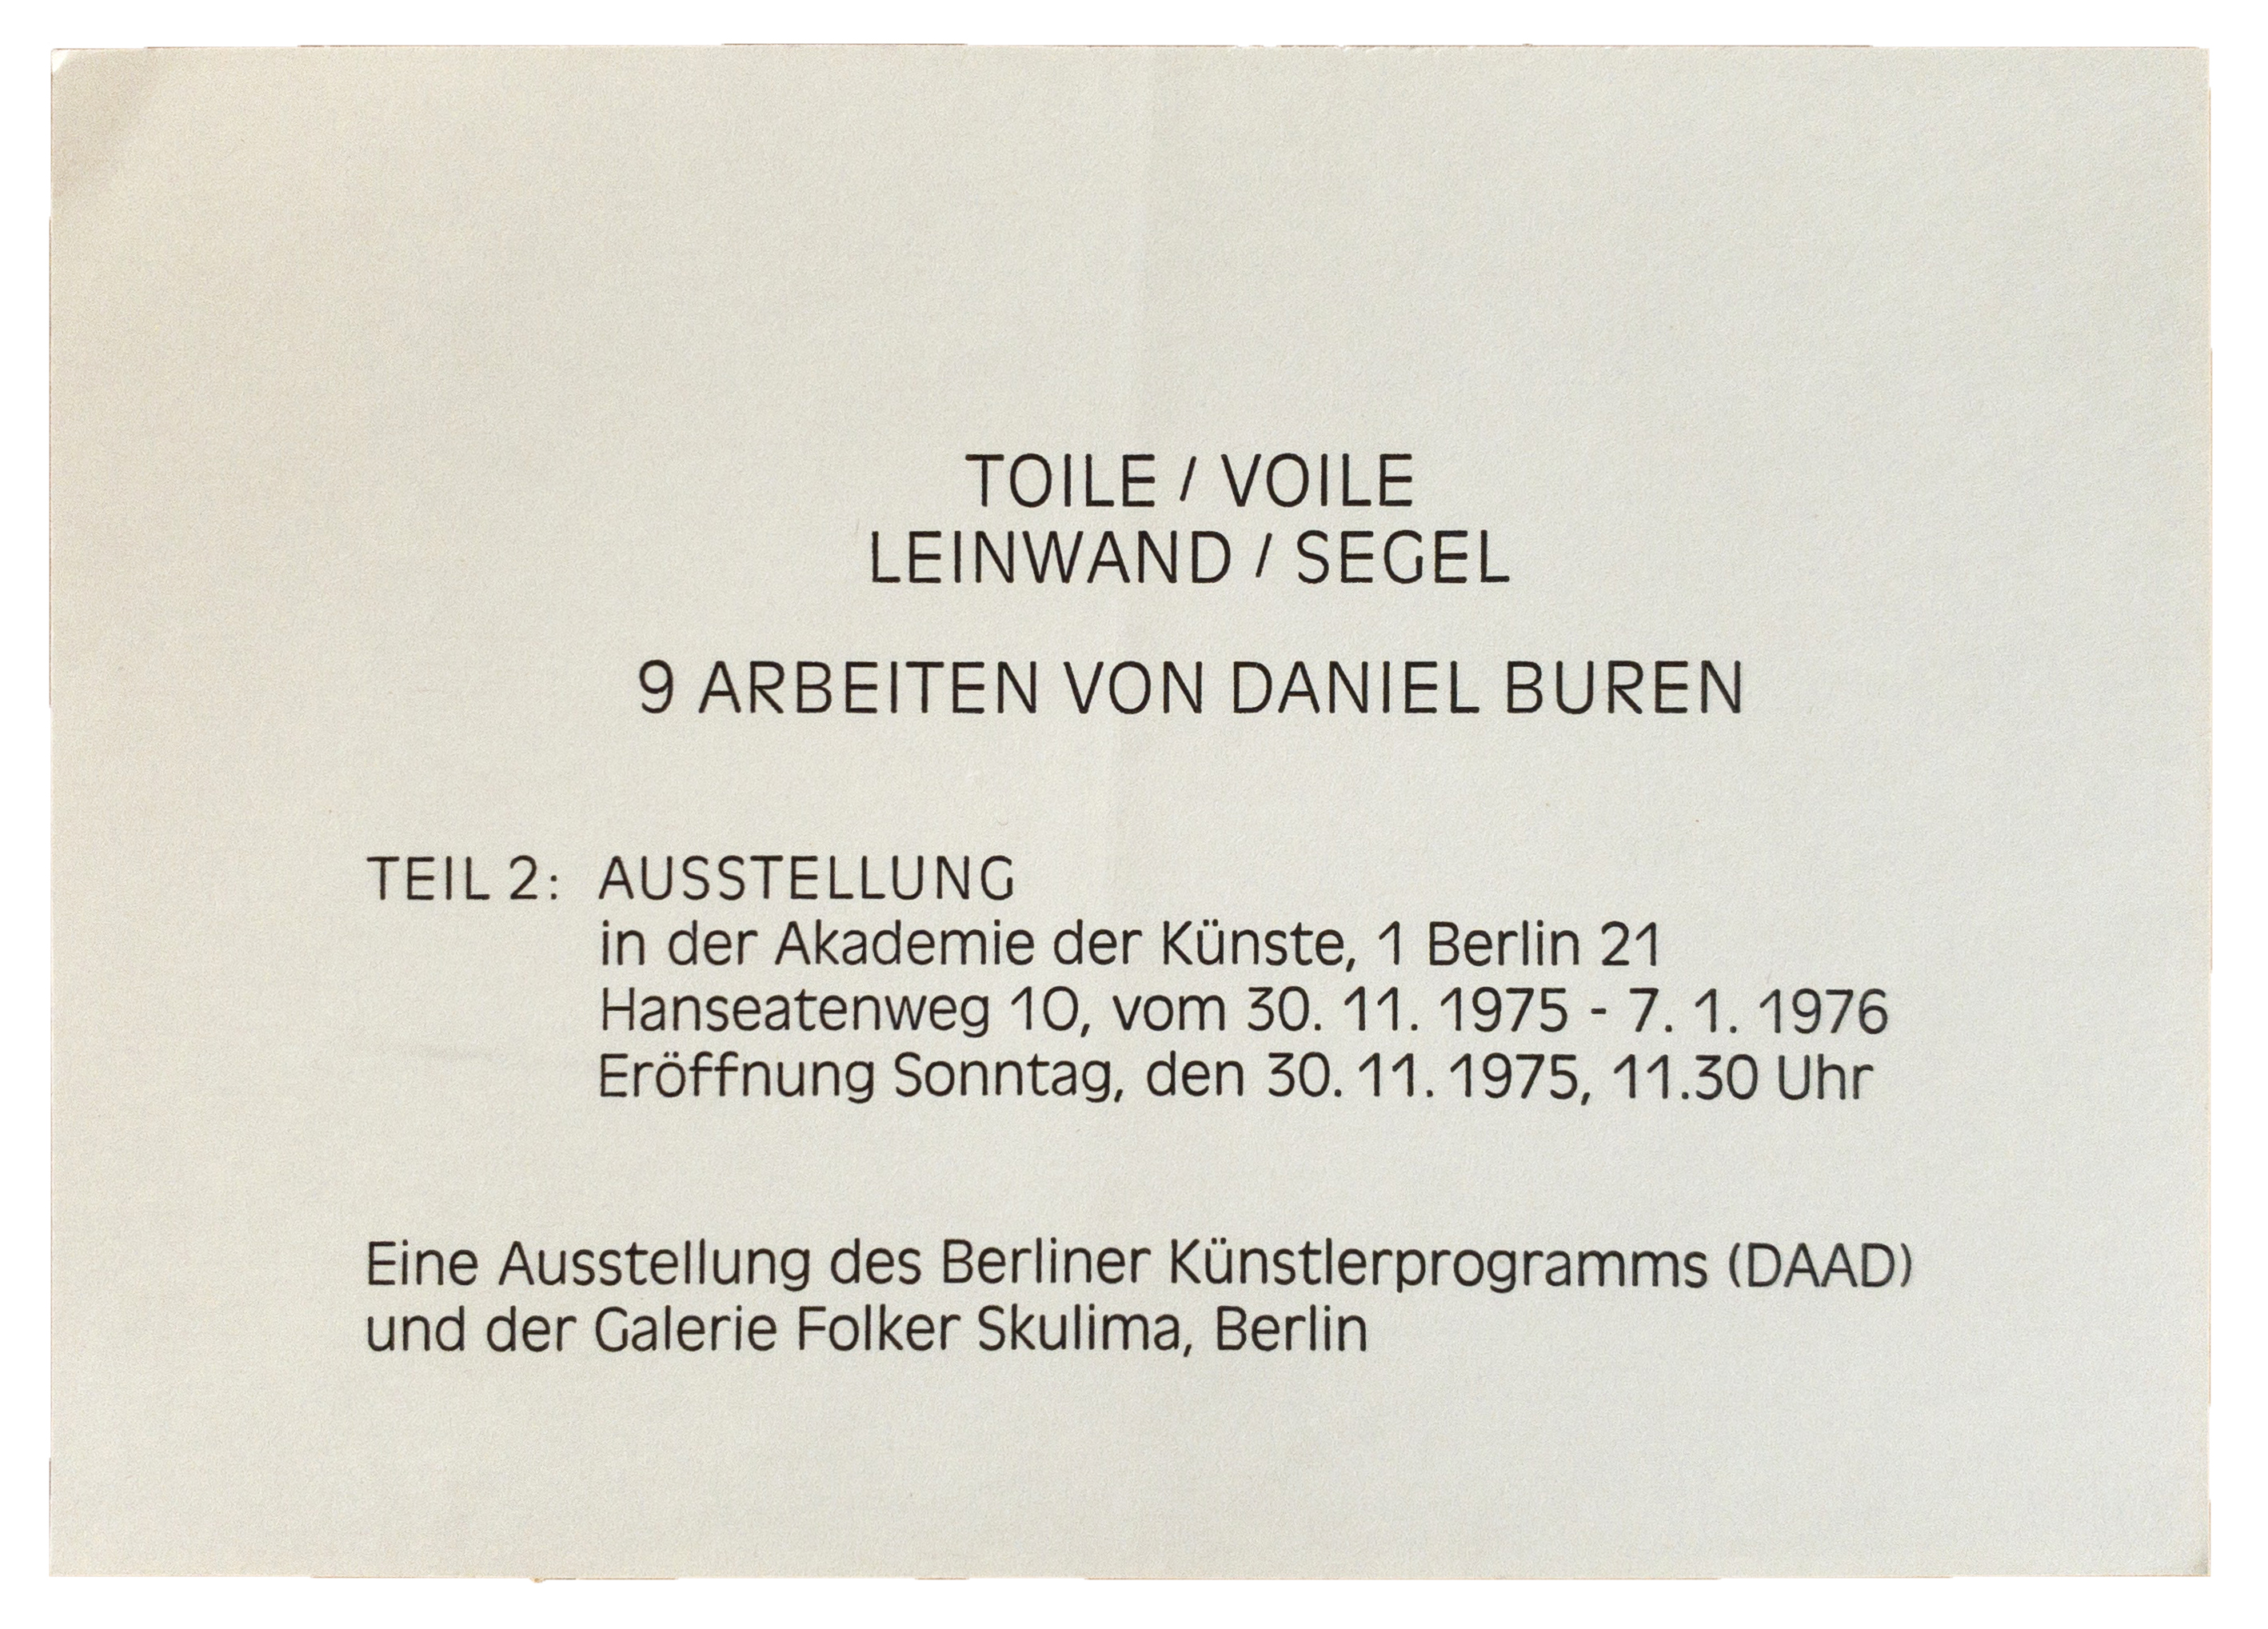 TOILE / VOILE
LEINWAND / SEGEL
9 ARBEITEN VON DANIEL BUREN
TEIL 2: AUSSTELLUNG
in der Akademie der Künste, 1 Berlin 21
Hanseatenweg 10, vom 30. 11. 1975 - 7. 1. 1976
Eröffnung Sonntag, den 30. 11. 1975, 11.30 Uhr
Eine Ausstellung des Berliner Künstlerprogramms (DAAD)
und der Galerie Folker Skulima, Berlin